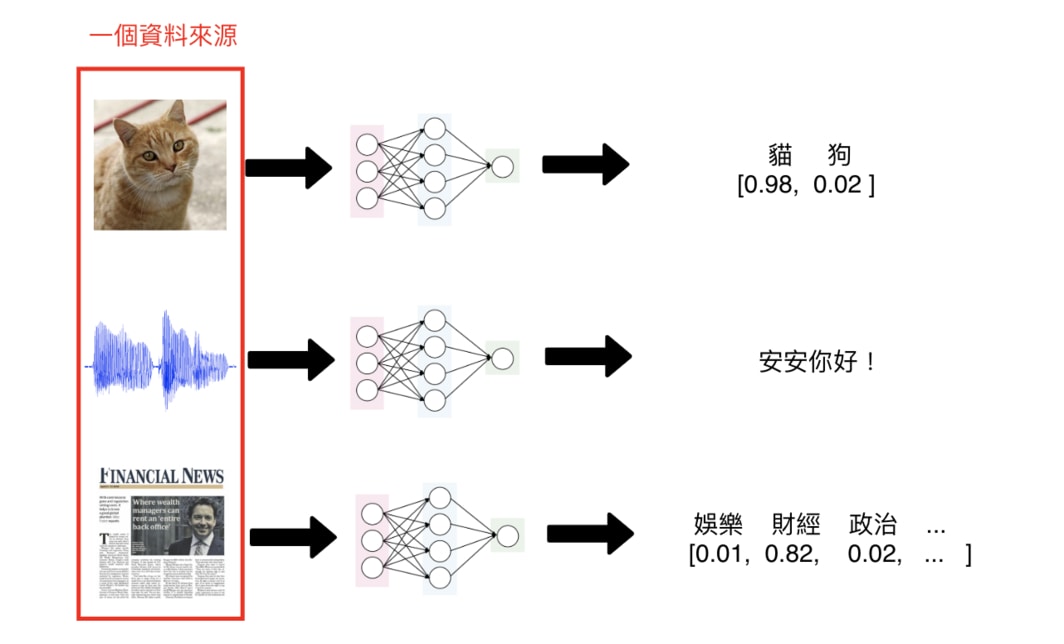 一個資料來源
貓 狗
[0.98, 0.02 ]
安安你好！
FINANCIAL NEWS
Where wealth
managers can
rent an 'entire
back office'
娛樂 財經 政治 ...
[0.01, 0.82, 0.02, ... ]